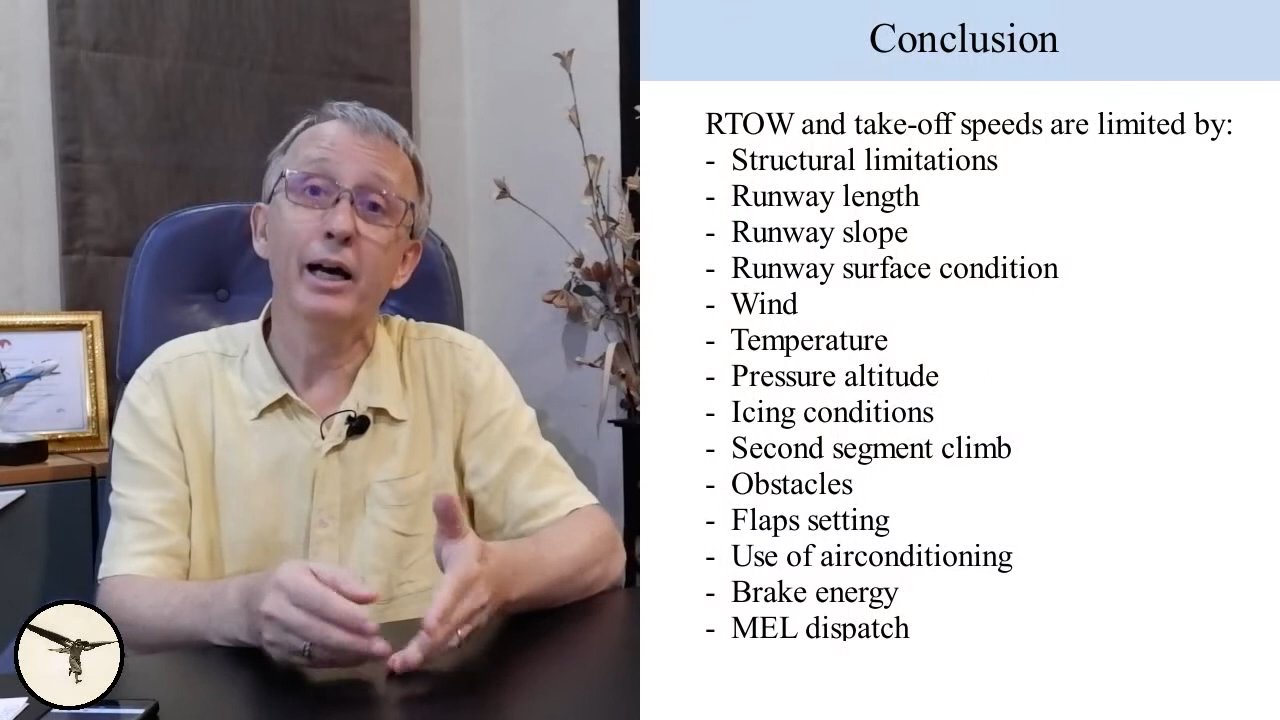 Conclusion
RTOW and take-off speeds are limited by:
- Structural limitations
- Runway length
- Runway slope
- Runway surface condition
- Wind
- Temperature
- Pressure altitude
- Icing conditions
- Second segment climb
- Obstacles
- Flaps setting
- Use of airconditioning
- Brake energy
- MEL dispatch